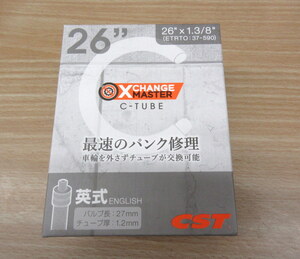 26"
26" x 1.3/8"
(ETRTO: 37-590)
XCHANGE
MASTER
C-TUBE
最速のパンク修理
車輪を外さずチューブが交換可能
英式 ENGLISH
バルブ長：27mm
チューブ厚：1.2mm
CST